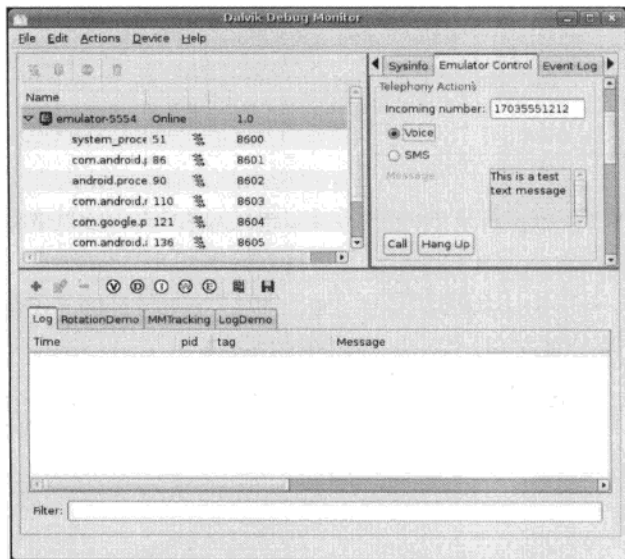 Dalvik Debug Monitor
File Edit Actions Device Help
Name
emulator-5554 Online 1.0
system_proce 51 8600
com.android.p 86 8601
android.proce 90 8602
com.android.r 110 8603
com.google.p 121 8604
com.android.i 136 8605
Sysinfo Emulator Control Event Log
Telephony Actions
Incoming number: 17035551212
Voice
SMS
Message
This is a test
text message
Call Hang Up
V D I W E
Log RotationDemo MMTracking LogDemo
Time pid tag Message
Filter: